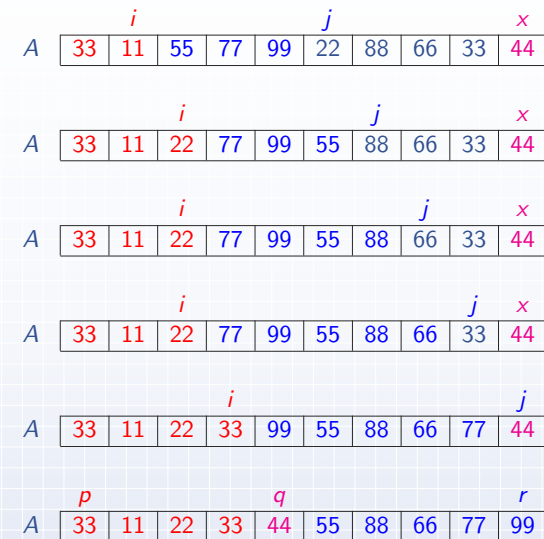 i j x
A 33 11 55 77 99 22 88 66 33 44
i j x
A 33 11 22 77 99 55 88 66 33 44
i j x
A 33 11 22 77 99 55 88 66 33 44
i j x
A 33 11 22 77 99 55 88 66 33 44
i j
A 33 11 22 33 99 55 88 66 77 44
p q r
A 33 11 22 33 44 55 88 66 77 99